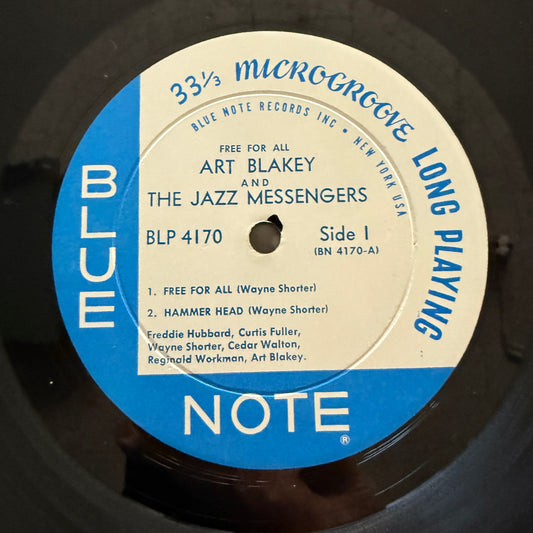 33⅓ MICROGROOVE LONG PLAYING
BLUE NOTE RECORDS INC • NEW YORK USA
FREE FOR ALL
ART BLAKEY
AND
THE JAZZ MESSENGERS
BLP 4170
Side 1
(BN 4170-A)
1. FREE FOR ALL (Wayne Shorter)
2. HAMMER HEAD (Wayne Shorter)
Freddie Hubbard, Curtis Fuller,
Wayne Shorter, Cedar Walton,
Reginald Workman, Art Blakey.
BLUE
NOTE®